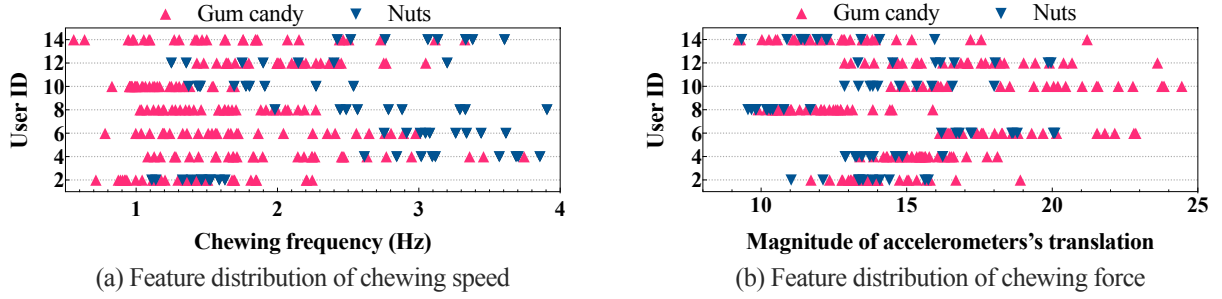 Gum candy Nuts
14
12
10
8
6
4
2
User ID
1 2 3 4
Chewing frequency (Hz)
(a) Feature distribution of chewing speed
Gum candy Nuts
14
12
10
8
6
4
2
User ID
10 15 20 25
Magnitude of accelerometers's translation
(b) Feature distribution of chewing force